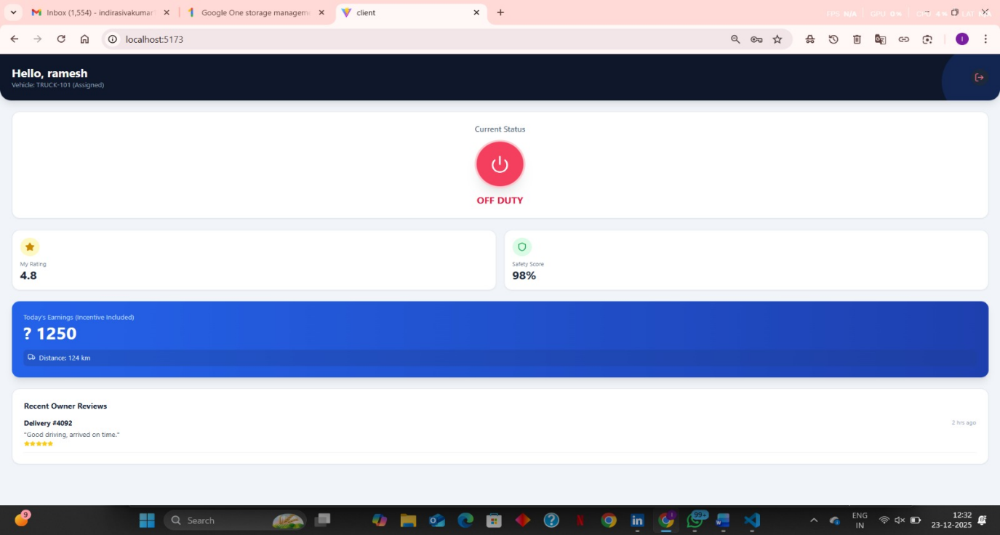 Inbox (1,554) - indirasivakumar
Google One storage managem
client
FPS N/A GPU 0% CPU 4% LAT N/A
localhost:5173
I
Hello, ramesh
Vehicle: TRUCK-101 (Assigned)
Current Status
OFF DUTY
My Rating
4.8
Safety Score
98%
Today's Earnings (Incentive Included)
? 1250
Distance: 124 km
Recent Owner Reviews
Delivery #4092
2 hrs ago
"Good driving, arrived on time."
9
Search
99+
ENG
IN
12:32
23-12-2025